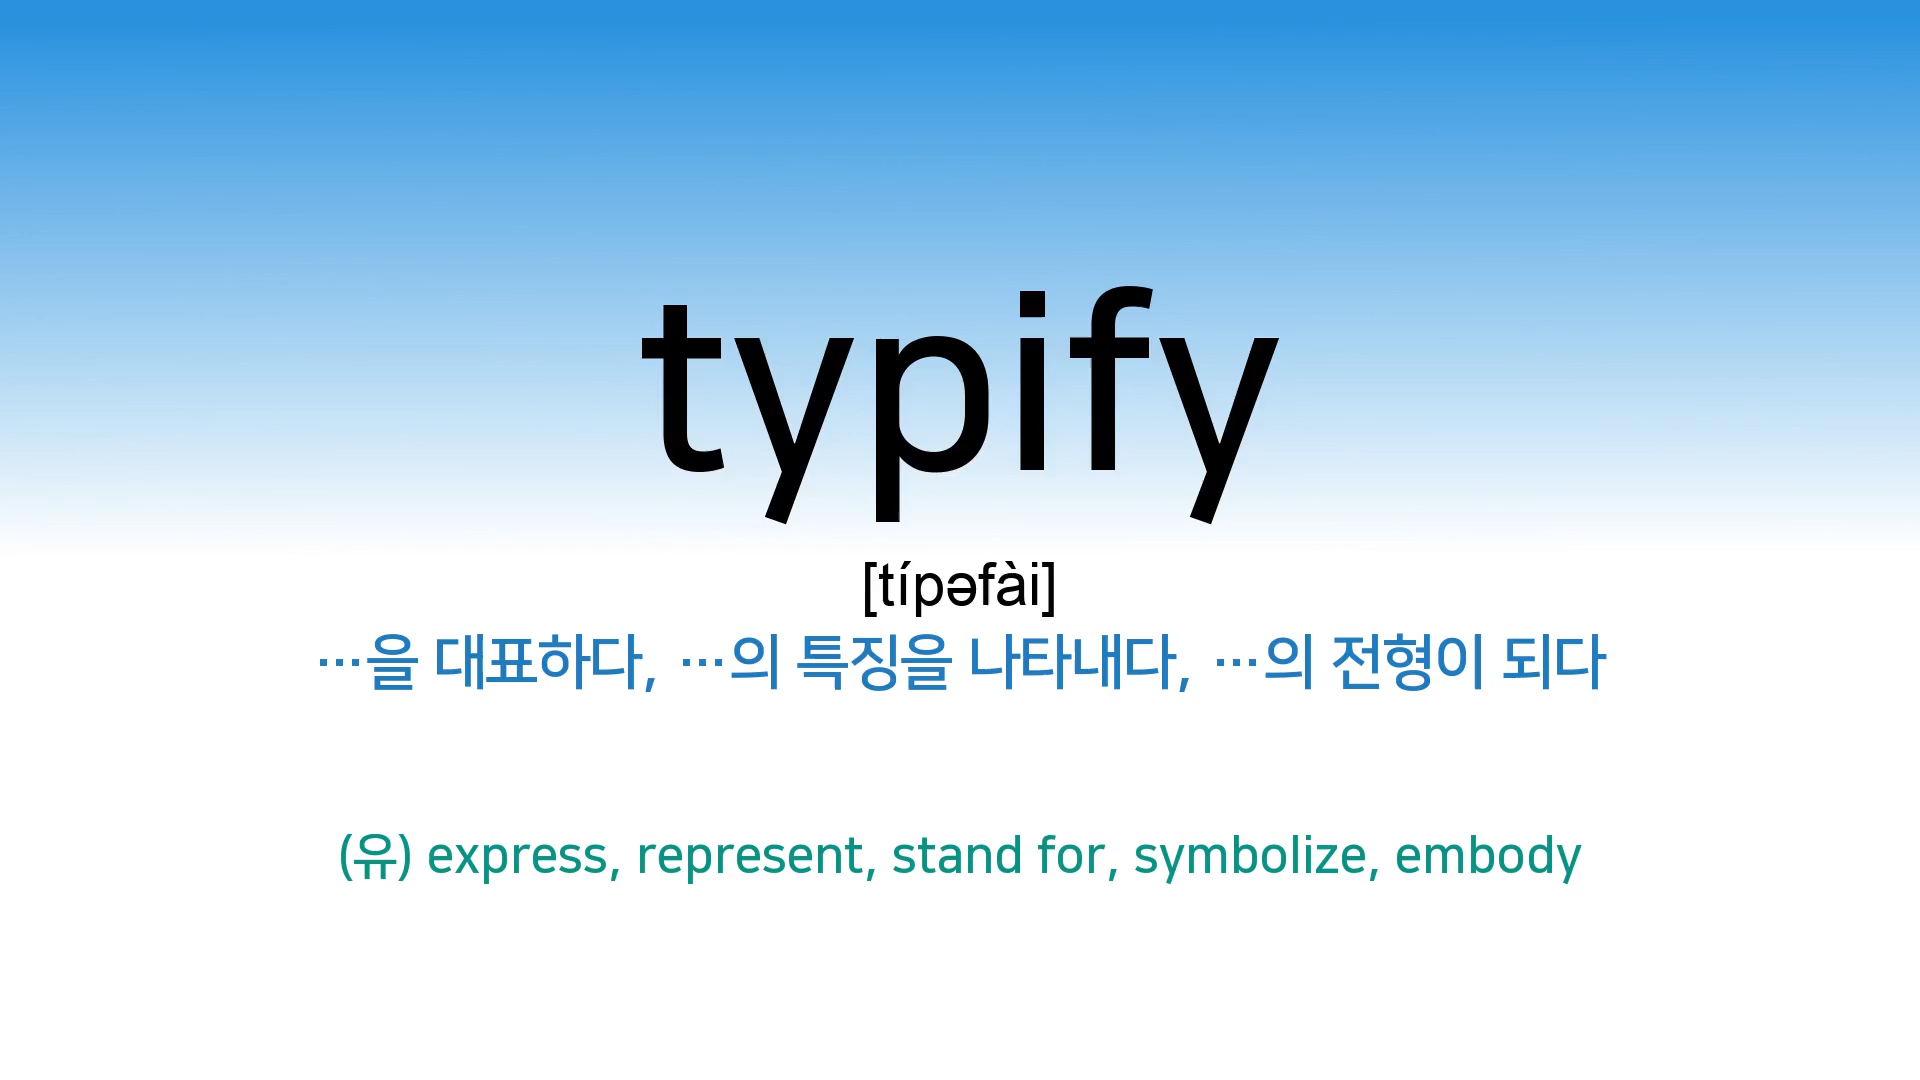 typify
[típəfài]
…을 대표하다, …의 특징을 나타내다, …의 전형이 되다
(유) express, represent, stand for, symbolize, embody